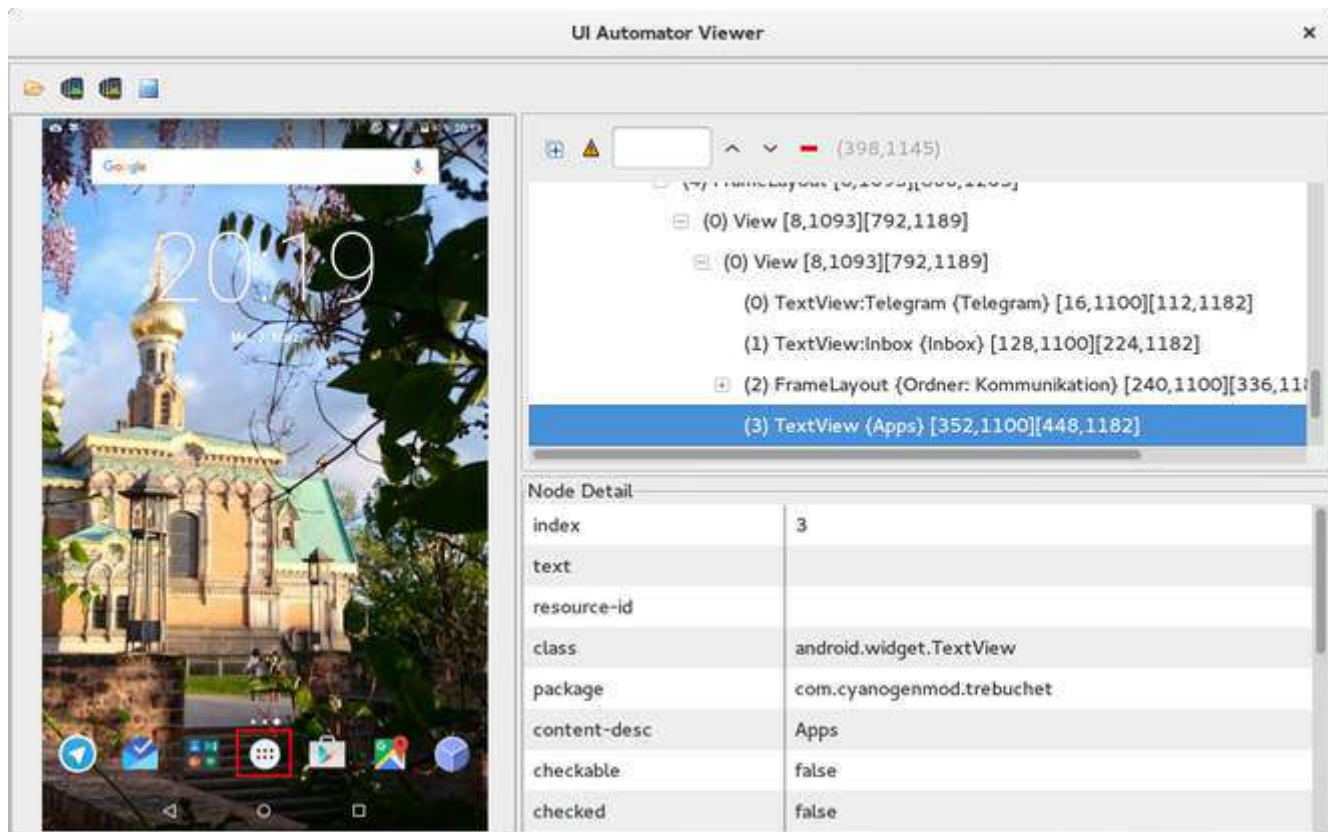 UI Automator Viewer
Google
20:19
(398,1145)
(0) View [8,1093][792,1189]
(0) View [8,1093][792,1189]
(0) TextView:Telegram {Telegram} [16,1100][112,1182]
(1) TextView:Inbox {Inbox} [128,1100][224,1182]
(2) FrameLayout {Ordner: Kommunikation} [240,1100][336,118
(3) TextView {Apps} [352,1100][448,1182]
Node Detail
index 3
text
resource-id
class android.widget.TextView
package com.cyanogenmod.trebuchet
content-desc Apps
checkable false
checked false